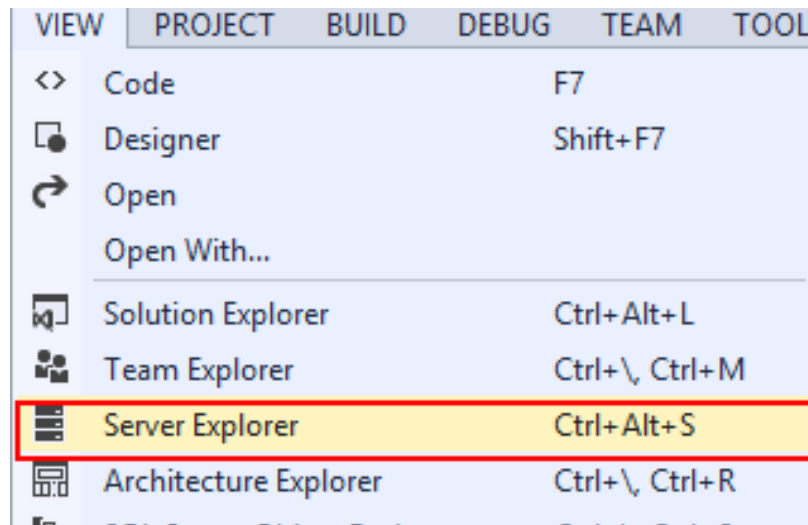 VIEW PROJECT BUILD DEBUG TEAM TOOL
Code F7
Designer Shift+F7
Open
Open With...
Solution Explorer Ctrl+Alt+L
Team Explorer Ctrl+\, Ctrl+M
Server Explorer Ctrl+Alt+S
Architecture Explorer Ctrl+\, Ctrl+R